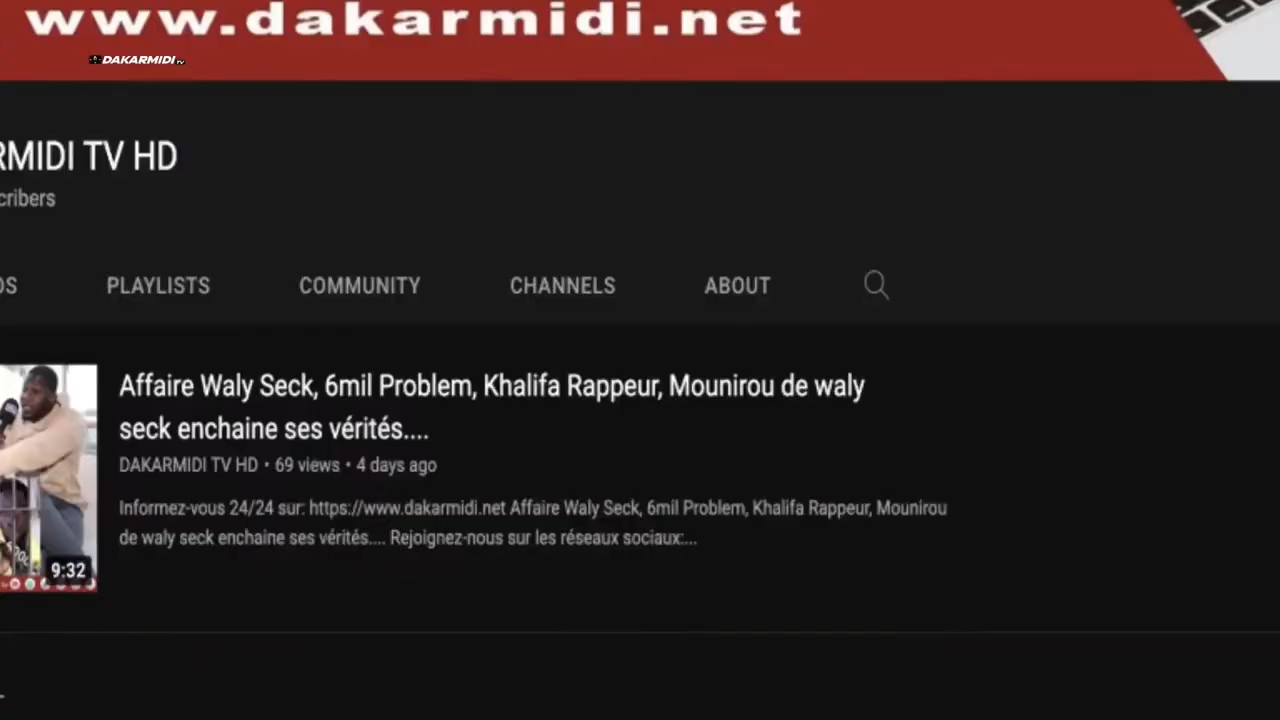 www.dakarmidi.net
DAKARMIDI TV
RMIDI TV HD
cribers
OS PLAYLISTS COMMUNITY CHANNELS ABOUT
Affaire Waly Seck, 6mil Problem, Khalifa Rappeur, Mounirou de waly
seck enchaine ses vérités....
DAKARMIDI TV HD • 69 views • 4 days ago
Informez-vous 24/24 sur: https://www.dakarmidi.net Affaire Waly Seck, 6mil Problem, Khalifa Rappeur, Mounirou
de waly seck enchaine ses vérités.... Rejoignez-nous sur les réseaux sociaux:...
9:32